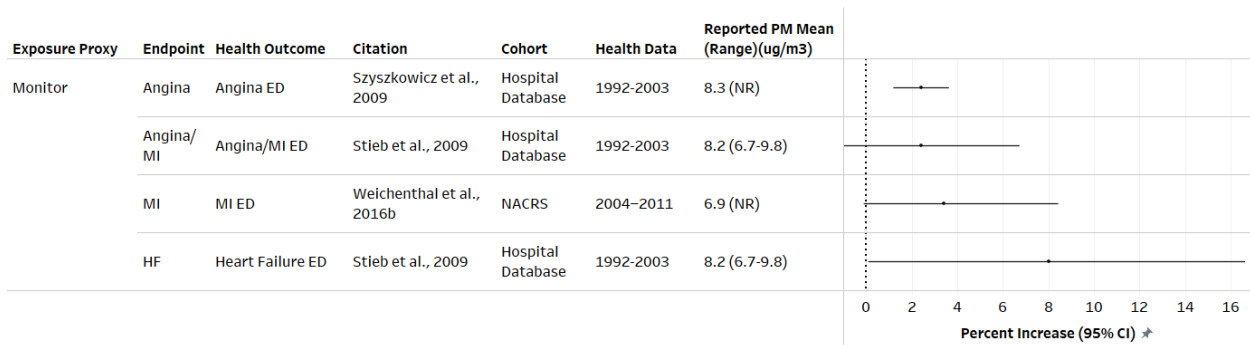 Exposure Proxy Endpoint Health Outcome Citation Cohort Health Data Reported PM Mean
(Range)(ug/m3)
Monitor Angina Angina ED Szyszkowicz et al.,
2009 Hospital
Database 1992-2003 8.3 (NR)
Angina/
MI Angina/MI ED Stieb et al., 2009 Hospital
Database 1992-2003 8.2 (6.7-9.8)
MI MI ED Weichenthal et al.,
2016b NACRS 2004–2011 6.9 (NR)
HF Heart Failure ED Stieb et al., 2009 Hospital
Database 1992-2003 8.2 (6.7-9.8)
0 2 4 6 8 10 12 14 16
Percent Increase (95% CI)